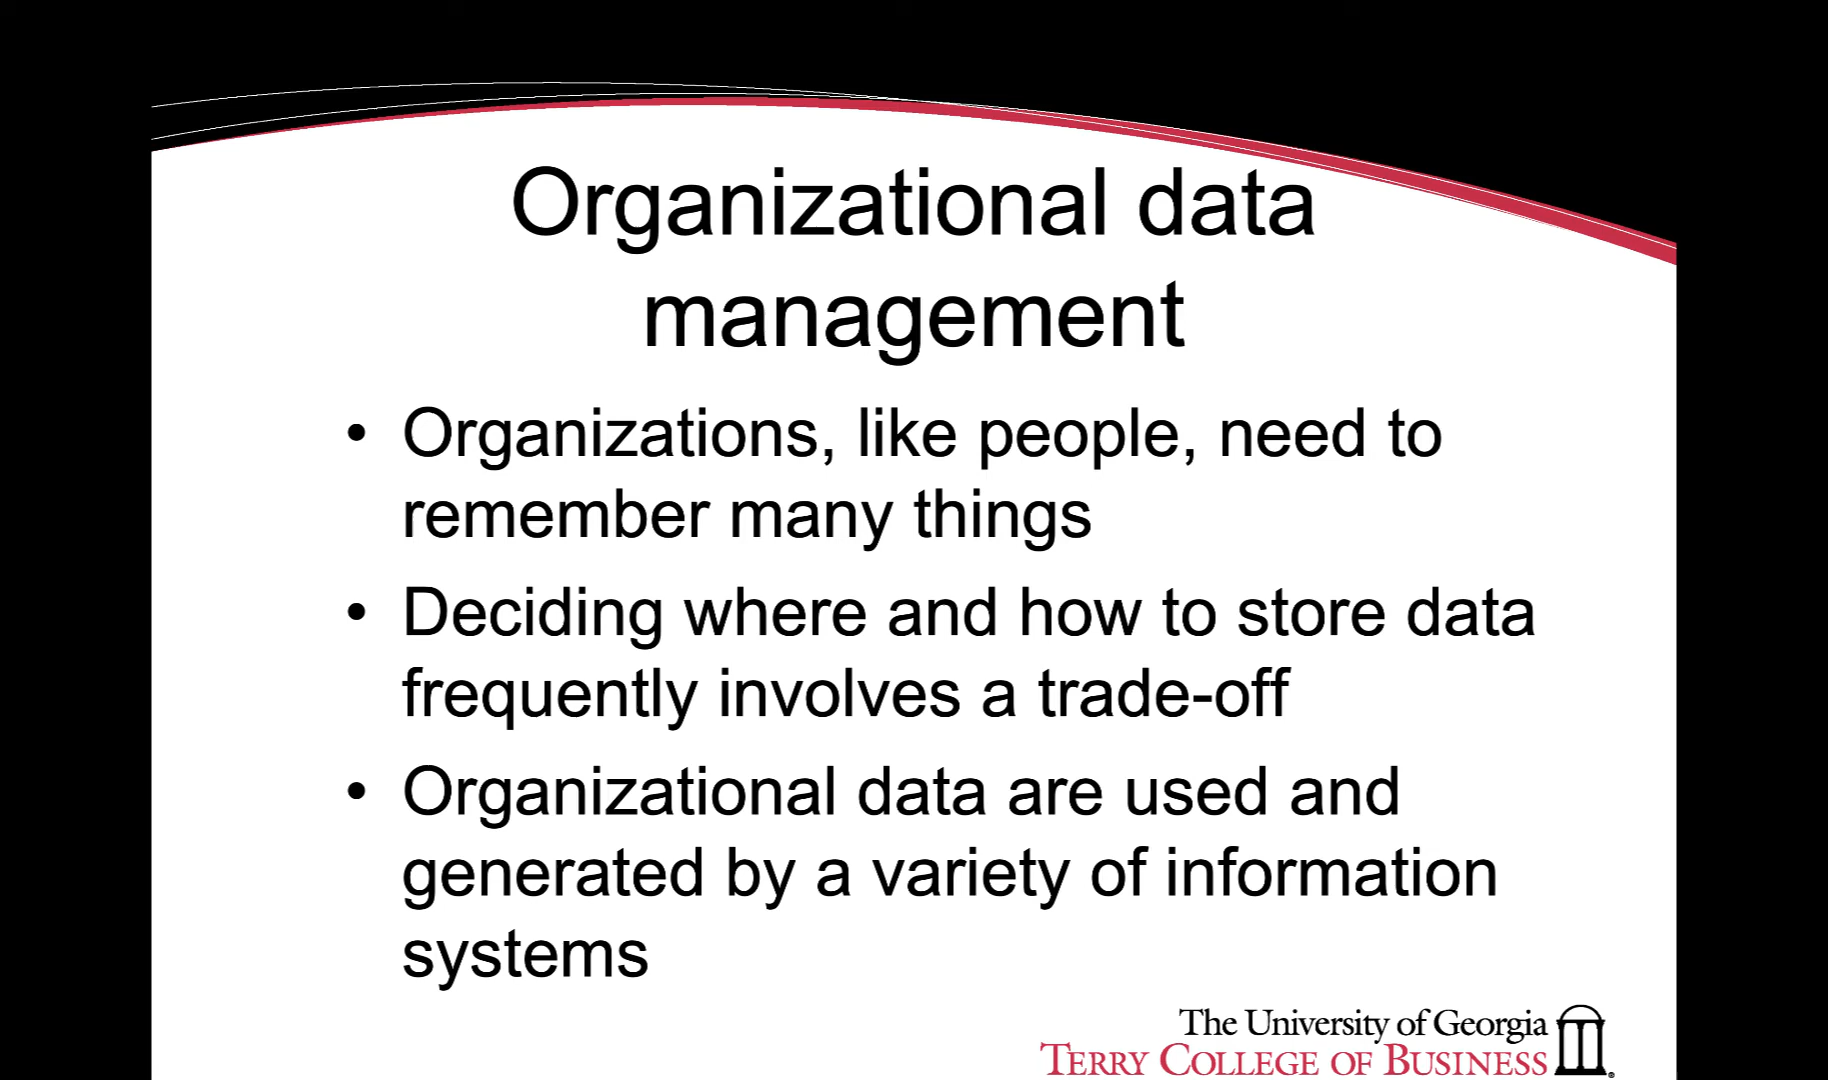 Organizational data
management
• Organizations, like people, need to
remember many things
• Deciding where and how to store data
frequently involves a trade-off
• Organizational data are used and
generated by a variety of information
systems
The University of Georgia
TERRY COLLEGE OF BUSINESS